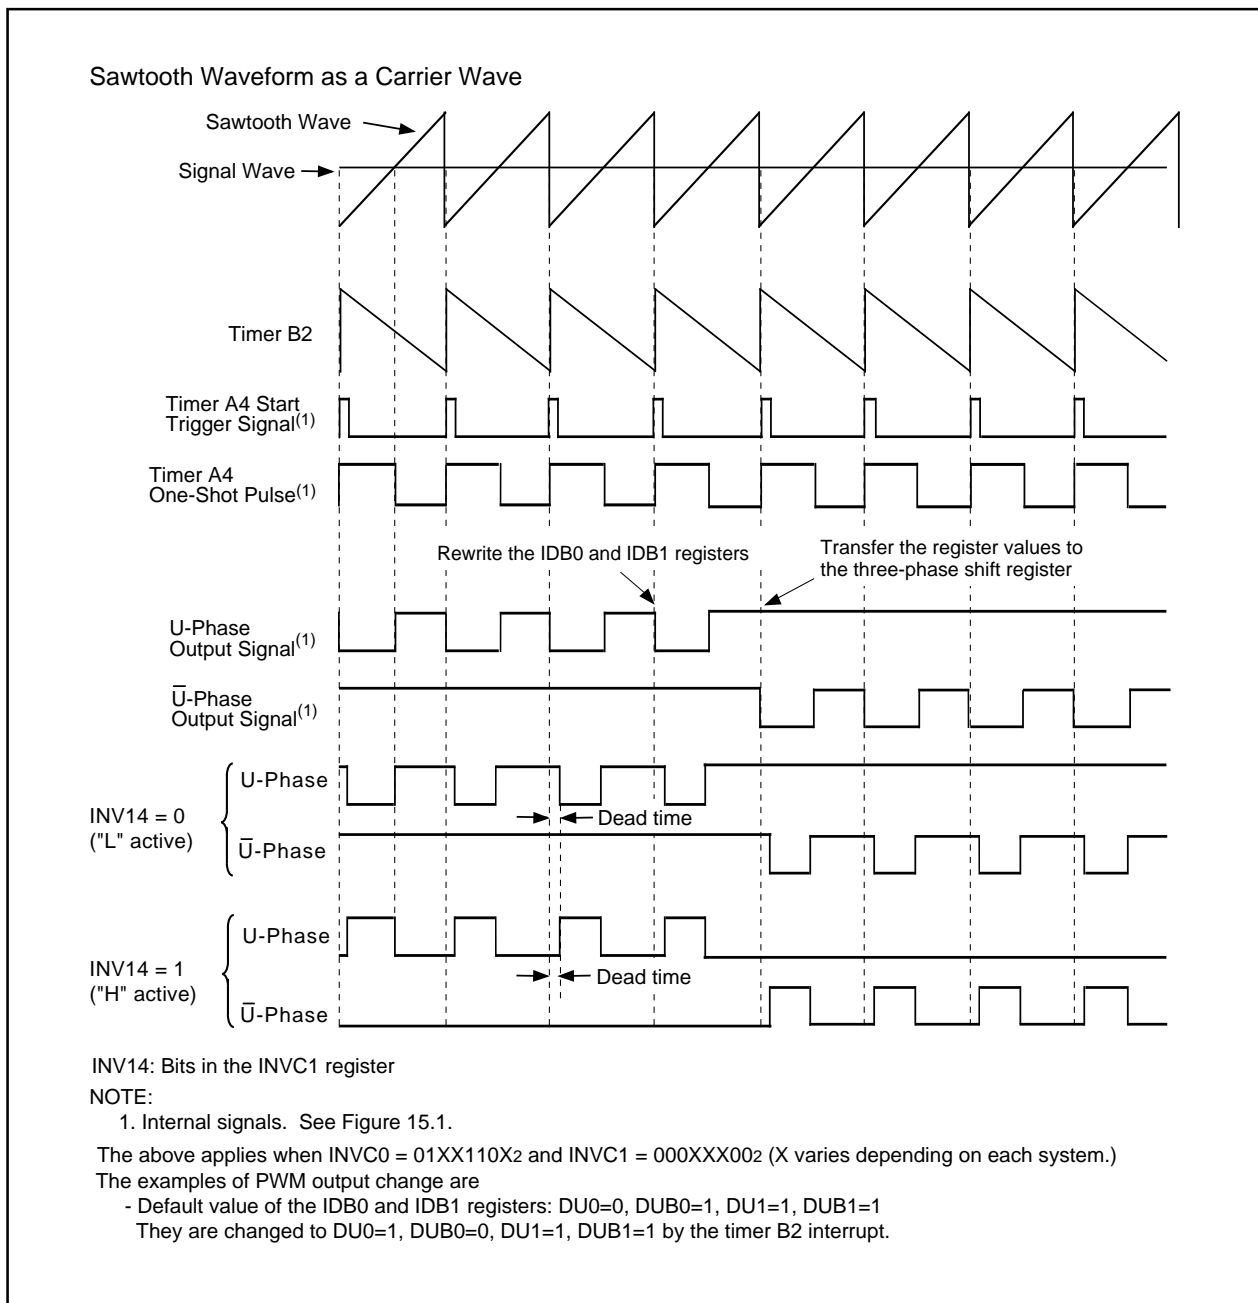 Sawtooth Waveform as a Carrier Wave
Sawtooth Wave
Signal Wave
Timer B2
Timer A4 Start
Trigger Signal(1)
Timer A4
One-Shot Pulse(1)
Rewrite the IDB0 and IDB1 registers
Transfer the register values to
the three-phase shift register
U-Phase
Output Signal(1)
U̅-Phase
Output Signal(1)
INV14 = 0
("L" active)
U-Phase
Dead time
U̅-Phase
INV14 = 1
("H" active)
U-Phase
Dead time
U̅-Phase
INV14: Bits in the INVC1 register
NOTE:
1. Internal signals. See Figure 15.1.
The above applies when INVC0 = 01XX110X2 and INVC1 = 000XXX002 (X varies depending on each system.)
The examples of PWM output change are
- Default value of the IDB0 and IDB1 registers: DU0=0, DUB0=1, DU1=1, DUB1=1
They are changed to DU0=1, DUB0=0, DU1=1, DUB1=1 by the timer B2 interrupt.